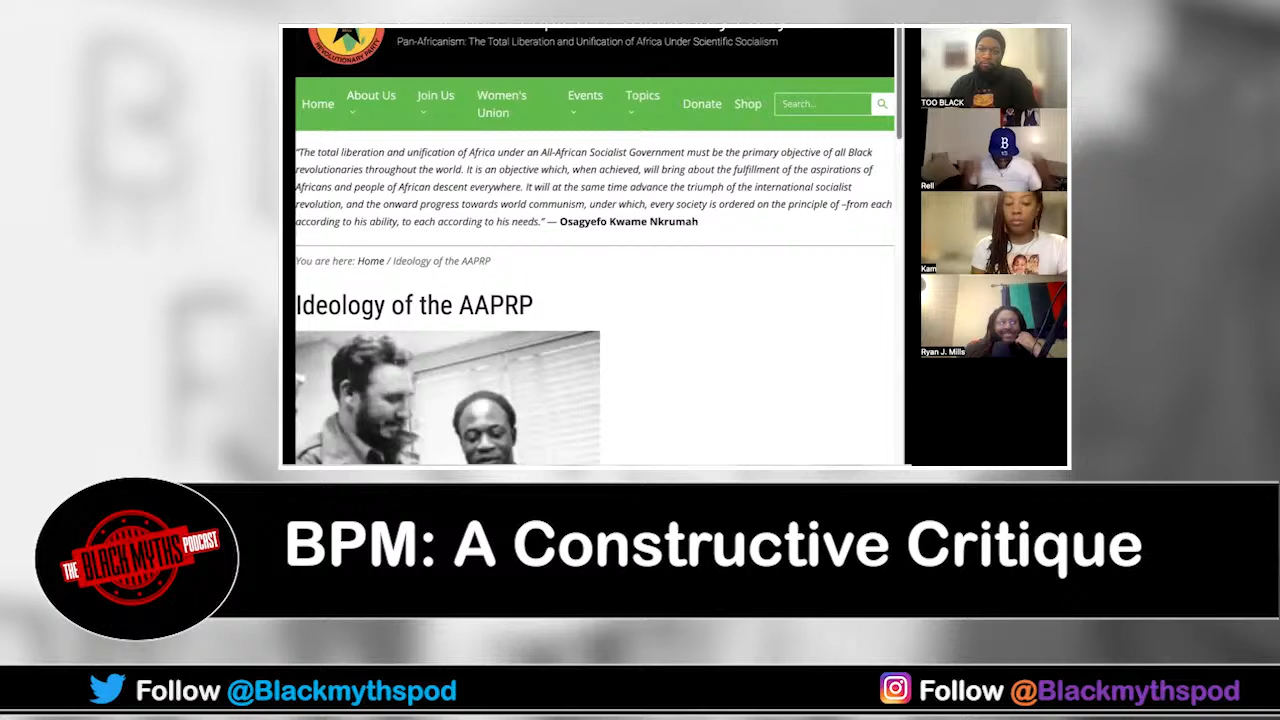 REVOLUTIONARY PARTY
Pan-Africanism: The Total Liberation and Unification of Africa Under Scientific Socialism
Home
About Us
Join Us
Women's
Union
Events
Topics
Donate
Shop
Search...
“The total liberation and unification of Africa under an All-African Socialist Government must be the primary objective of all Black
revolutionaries throughout the world. It is an objective which, when achieved, will bring about the fulfillment of the aspirations of
Africans and people of African descent everywhere. It will at the same time advance the triumph of the international socialist
revolution, and the onward progress towards world communism, under which, every society is ordered on the principle of –from each
according to his ability, to each according to his needs.” — Osagyefo Kwame Nkrumah
You are here: Home / Ideology of the AAPRP
Ideology of the AAPRP
TOO BLACK
B
Rell
Kam
Ryan J. Mills
THE BLACK MYTHS PODCAST
BPM: A Constructive Critique
Follow @Blackmythspod
Follow @Blackmythspod